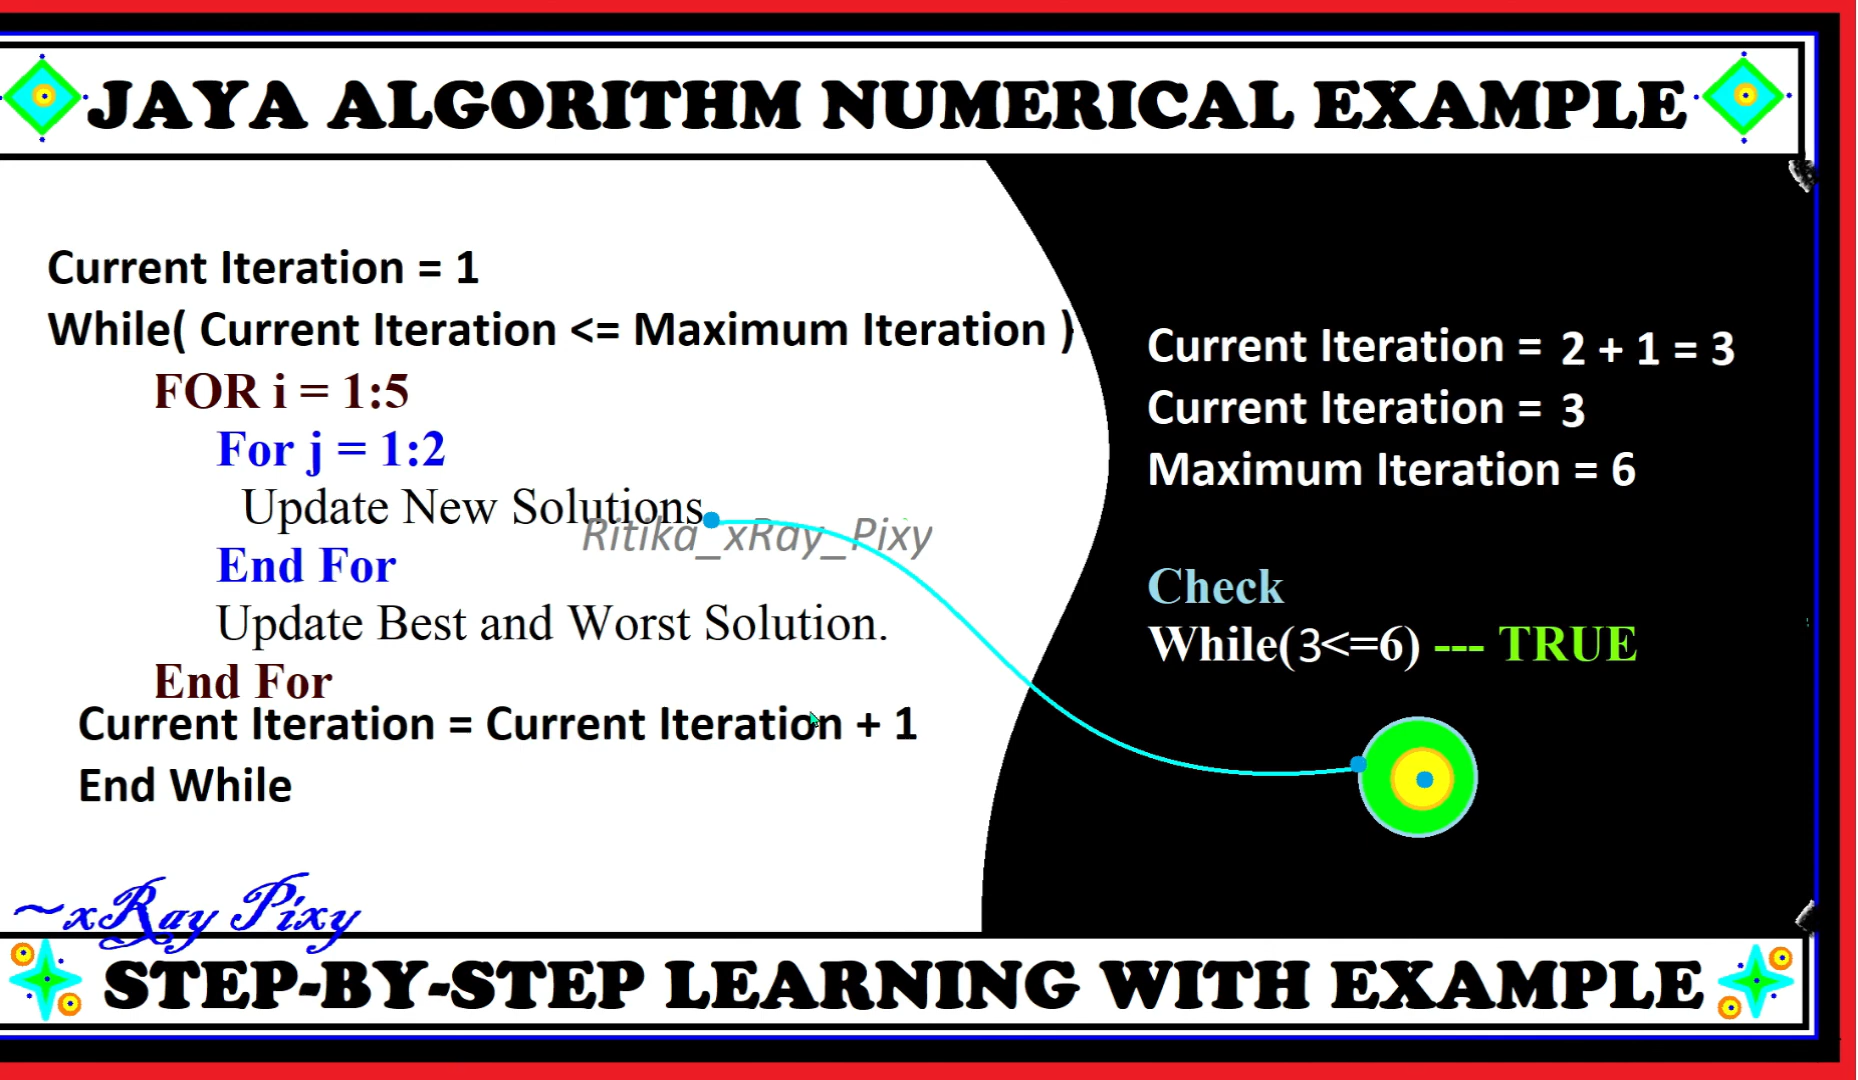 JAYA ALGORITHM NUMERICAL EXAMPLE
Current Iteration = 1
While( Current Iteration <= Maximum Iteration )
FOR i = 1:5
For j = 1:2
Update New Solutions
Ritika_xRay_Pixy
End For
Update Best and Worst Solution.
End For
Current Iteration = Current Iteration + 1
End While
Current Iteration = 2 + 1 = 3
Current Iteration = 3
Maximum Iteration = 6
Check
While(3<=6) --- TRUE
~xRay Pixy
STEP-BY-STEP LEARNING WITH EXAMPLE